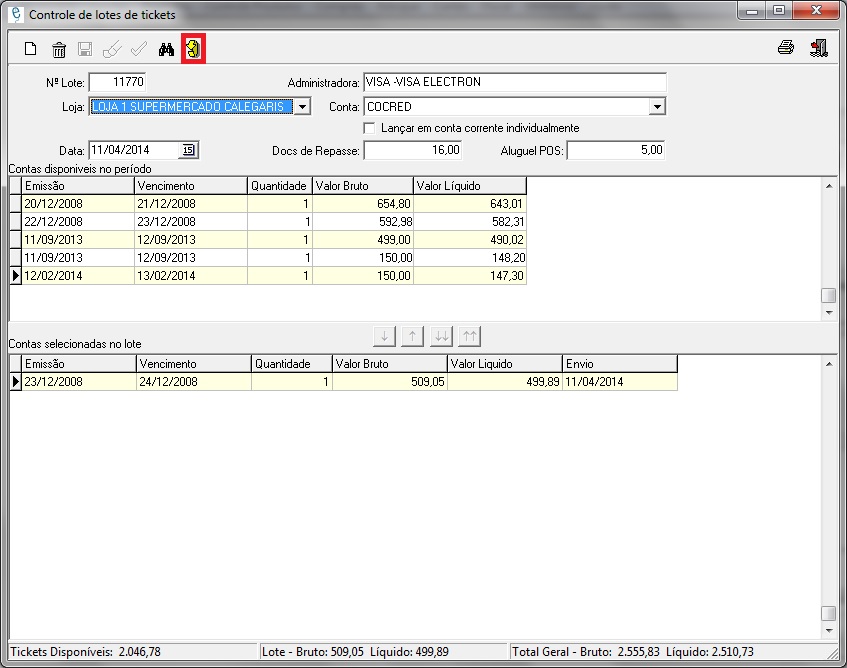 Controle de lotes de tickets
Nº Lote: 11770 Administradora: VISA -VISA ELECTRON
Loja: LOJA 1 SUPERMERCADO CALEGARIS Conta: COCRED
Lançar em conta corrente individualmente
Data: 11/04/2014 15 Docs de Repasse: 16,00 Aluguel POS: 5,00
Contas disponiveis no período
Emissão Vencimento Quantidade Valor Bruto Valor Líquido
20/12/2008 21/12/2008 1 654,80 643,01
22/12/2008 23/12/2008 1 592,98 582,31
11/09/2013 12/09/2013 1 499,00 490,02
11/09/2013 12/09/2013 1 150,00 148,20
12/02/2014 13/02/2014 1 150,00 147,30
Contas selecionadas no lote
Emissão Vencimento Quantidade Valor Bruto Valor Liquido Envio
23/12/2008 24/12/2008 1 509,05 499,89 11/04/2014
Tickets Disponíveis: 2.046,78 Lote - Bruto: 509,05 Líquido: 499,89 Total Geral - Bruto: 2.555,83 Líquido: 2.510,73